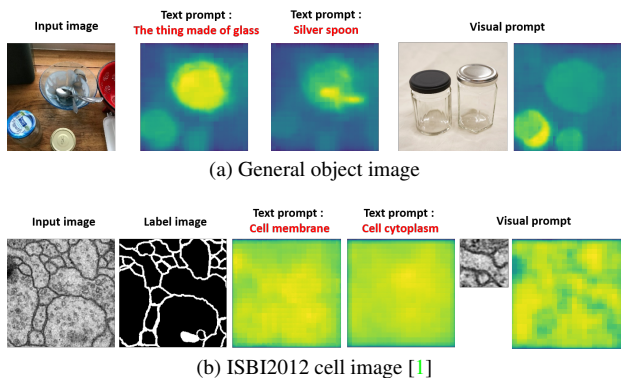 Input image
Text prompt :
The thing made of glass
Text prompt :
Silver spoon
Visual prompt
(a) General object image
Input image
Label image
Text prompt :
Cell membrane
Text prompt :
Cell cytoplasm
Visual prompt
(b) ISBI2012 cell image [1]